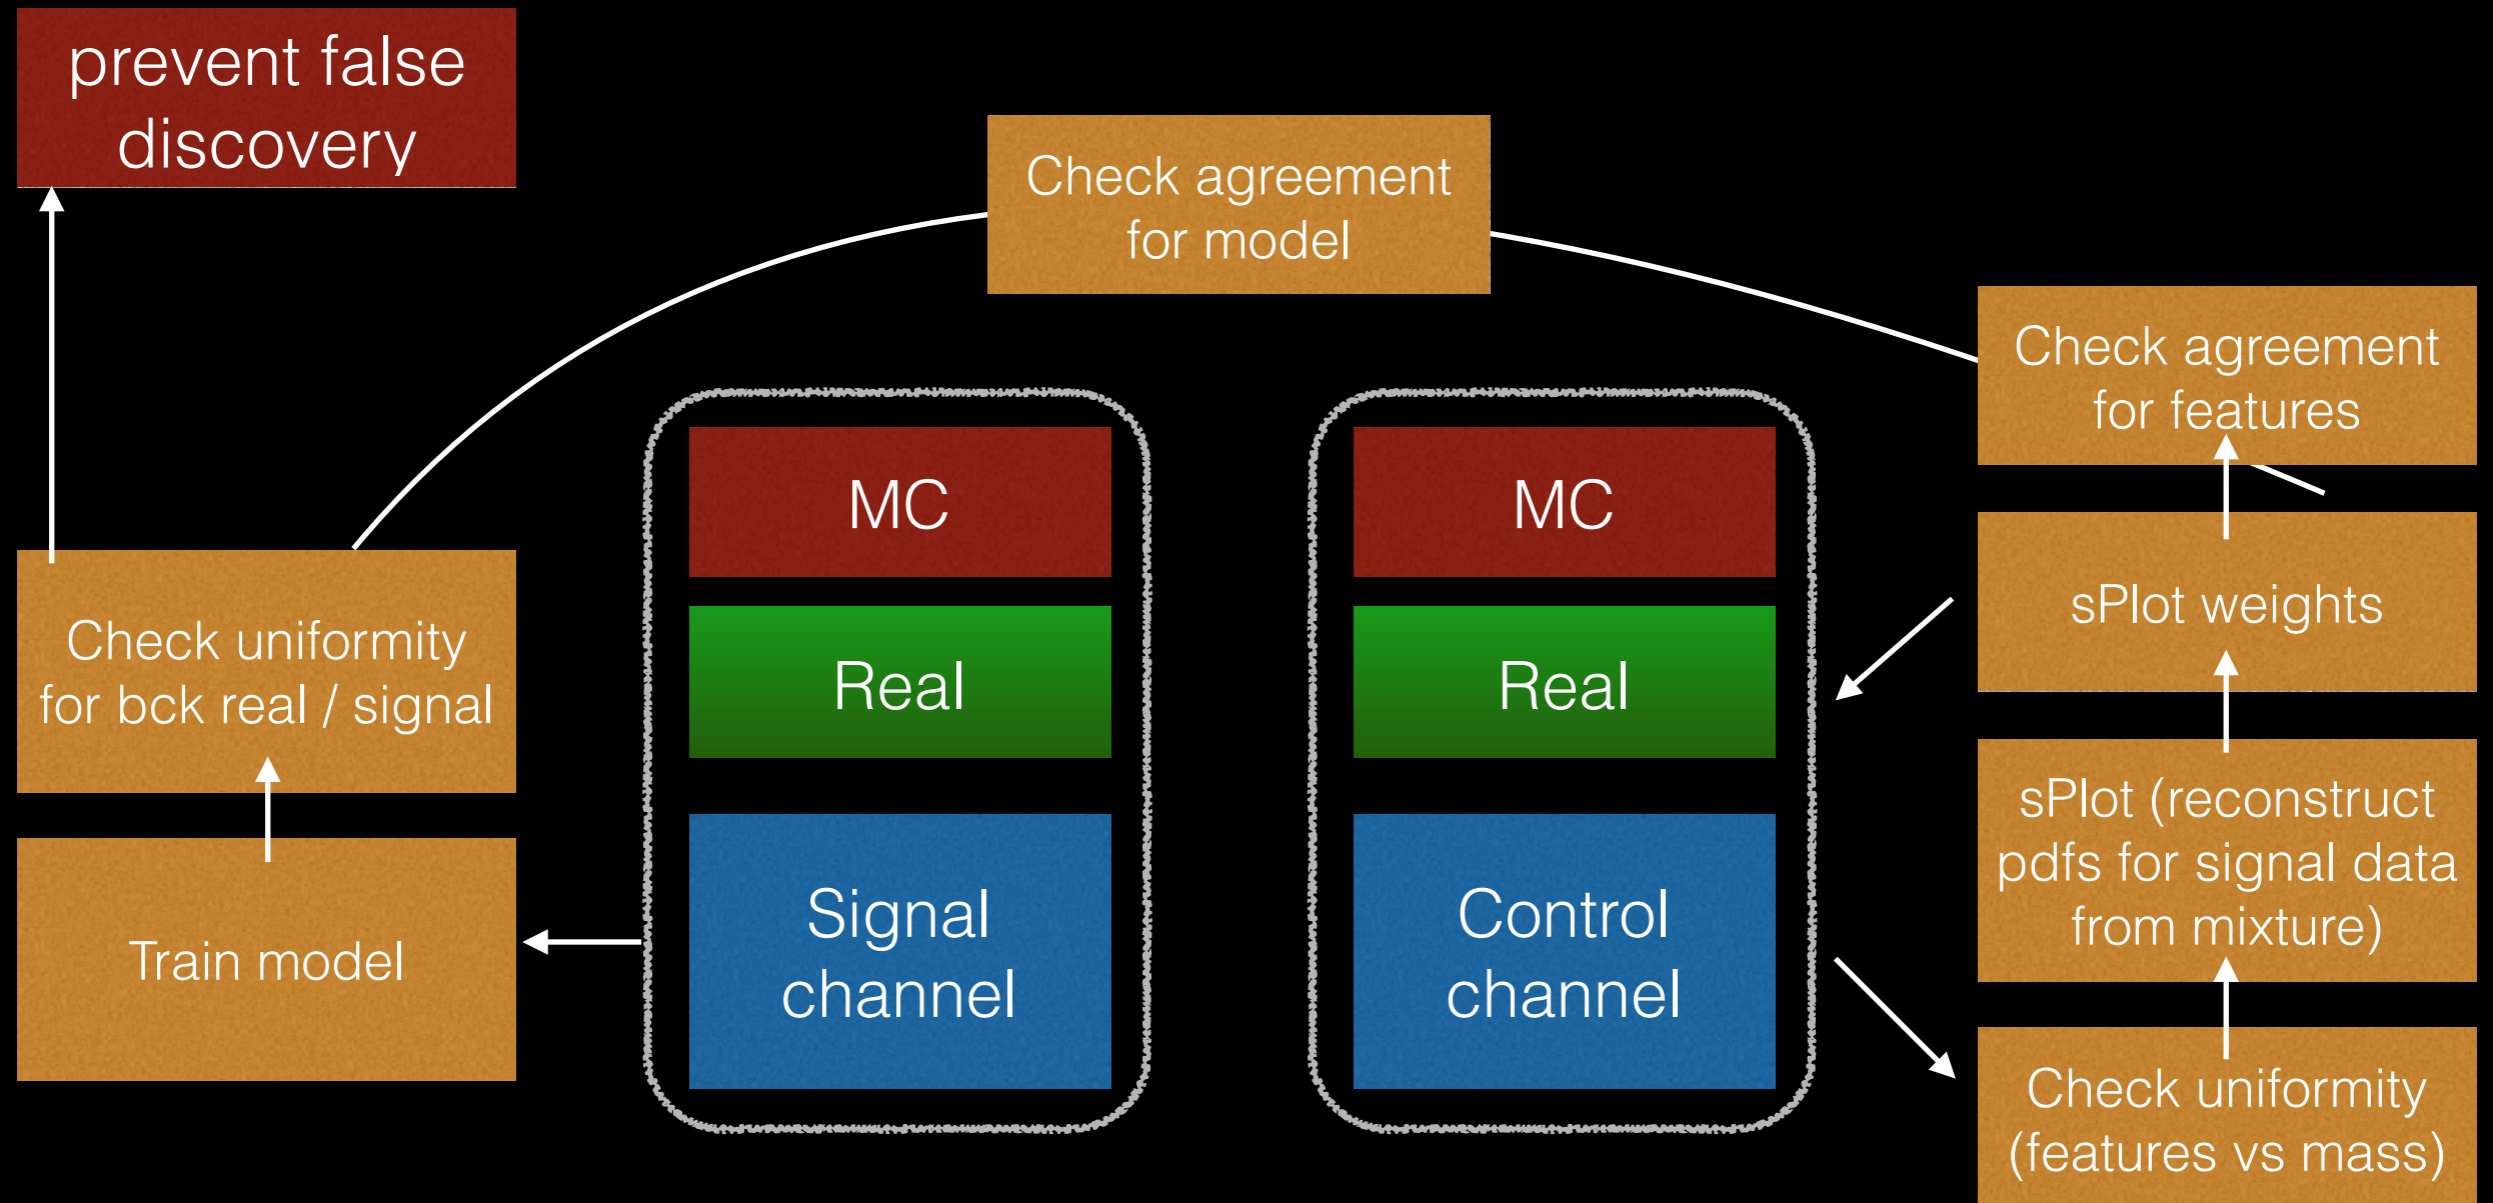 prevent false
discovery
Check agreement
for model
Check agreement
for features
MC
MC
Real
Real
sPlot weights
Check uniformity
for bck real / signal
sPlot (reconstruct
pdfs for signal data
from mixture)
Signal
channel
Control
channel
Train model
Check uniformity
(features vs mass)